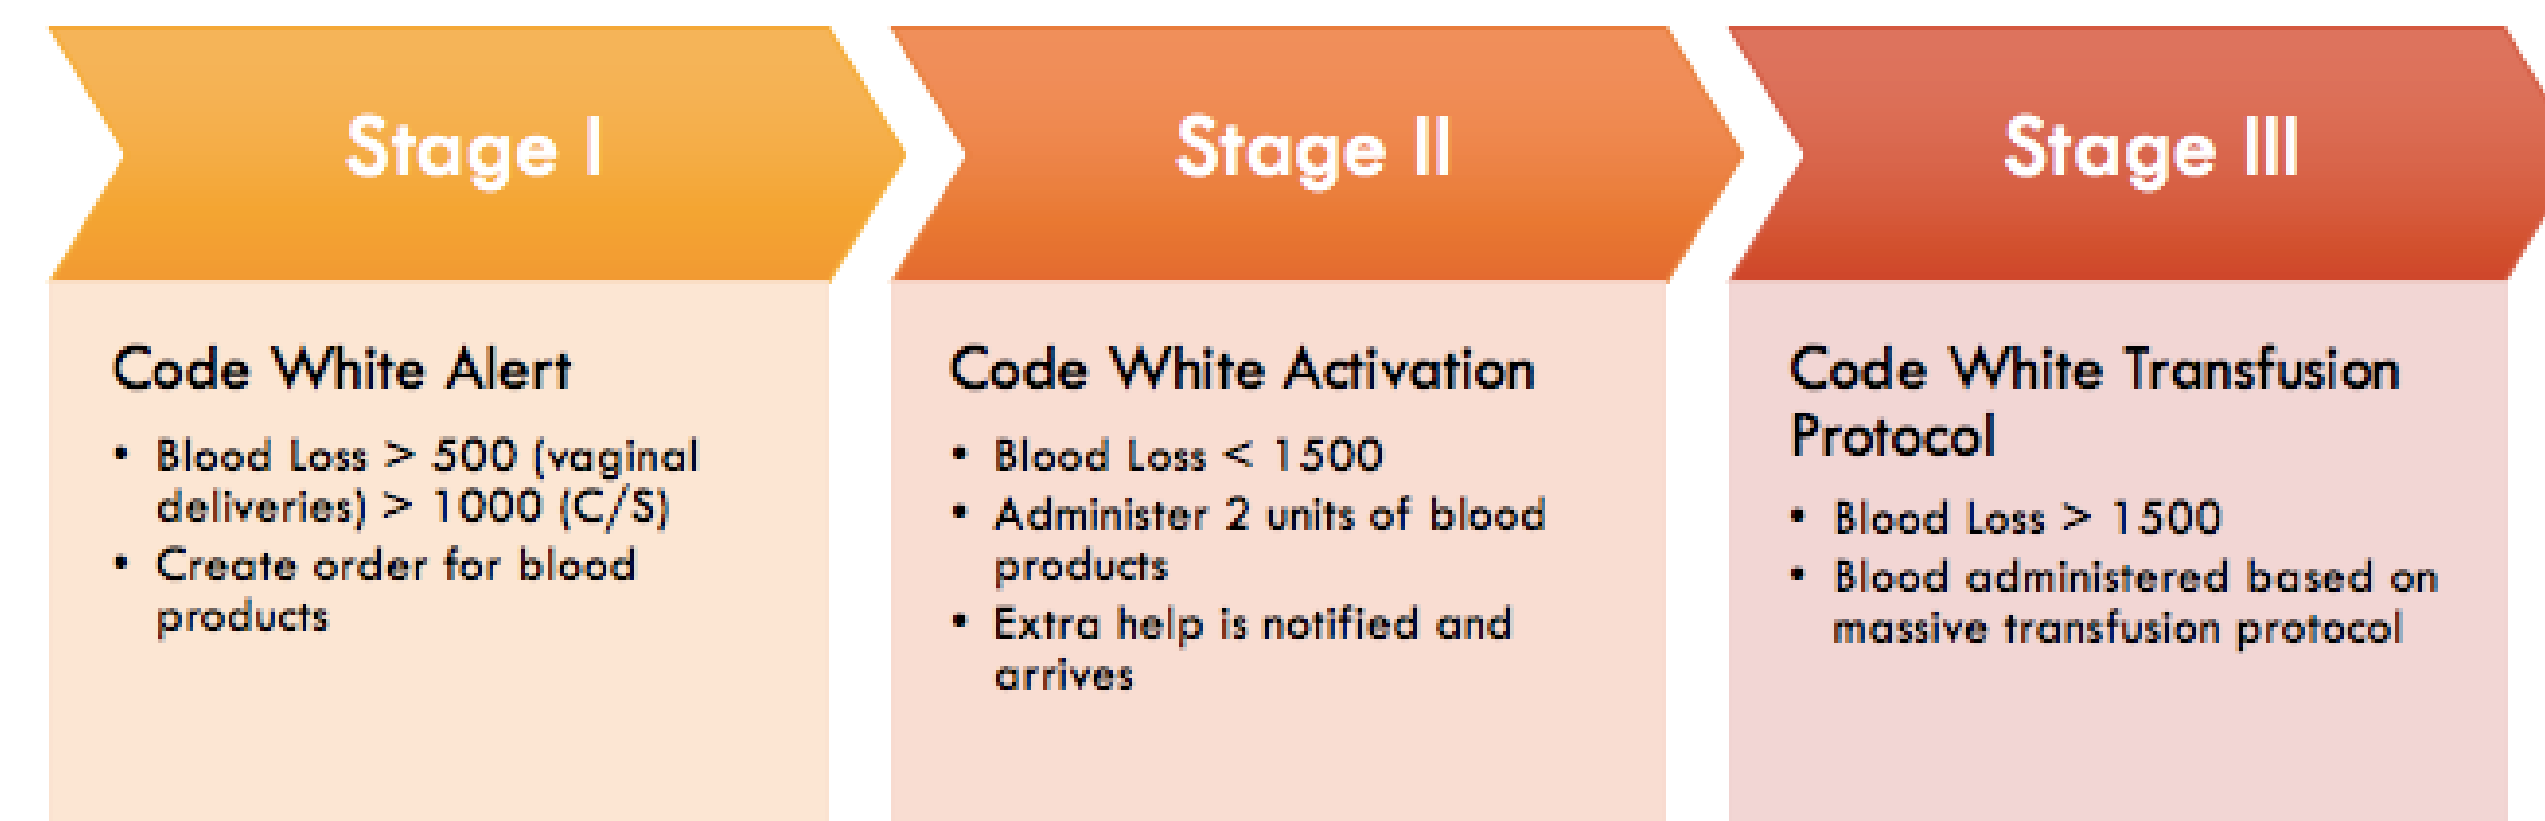 Stage I
Code White Alert
• Blood Loss > 500 (vaginal
deliveries) > 1000 (C/S)
• Create order for blood
products
Stage II
Code White Activation
• Blood Loss < 1500
• Administer 2 units of blood
products
• Extra help is notified and
arrives
Stage III
Code White Transfusion
Protocol
• Blood Loss > 1500
• Blood administered based on
massive transfusion protocol